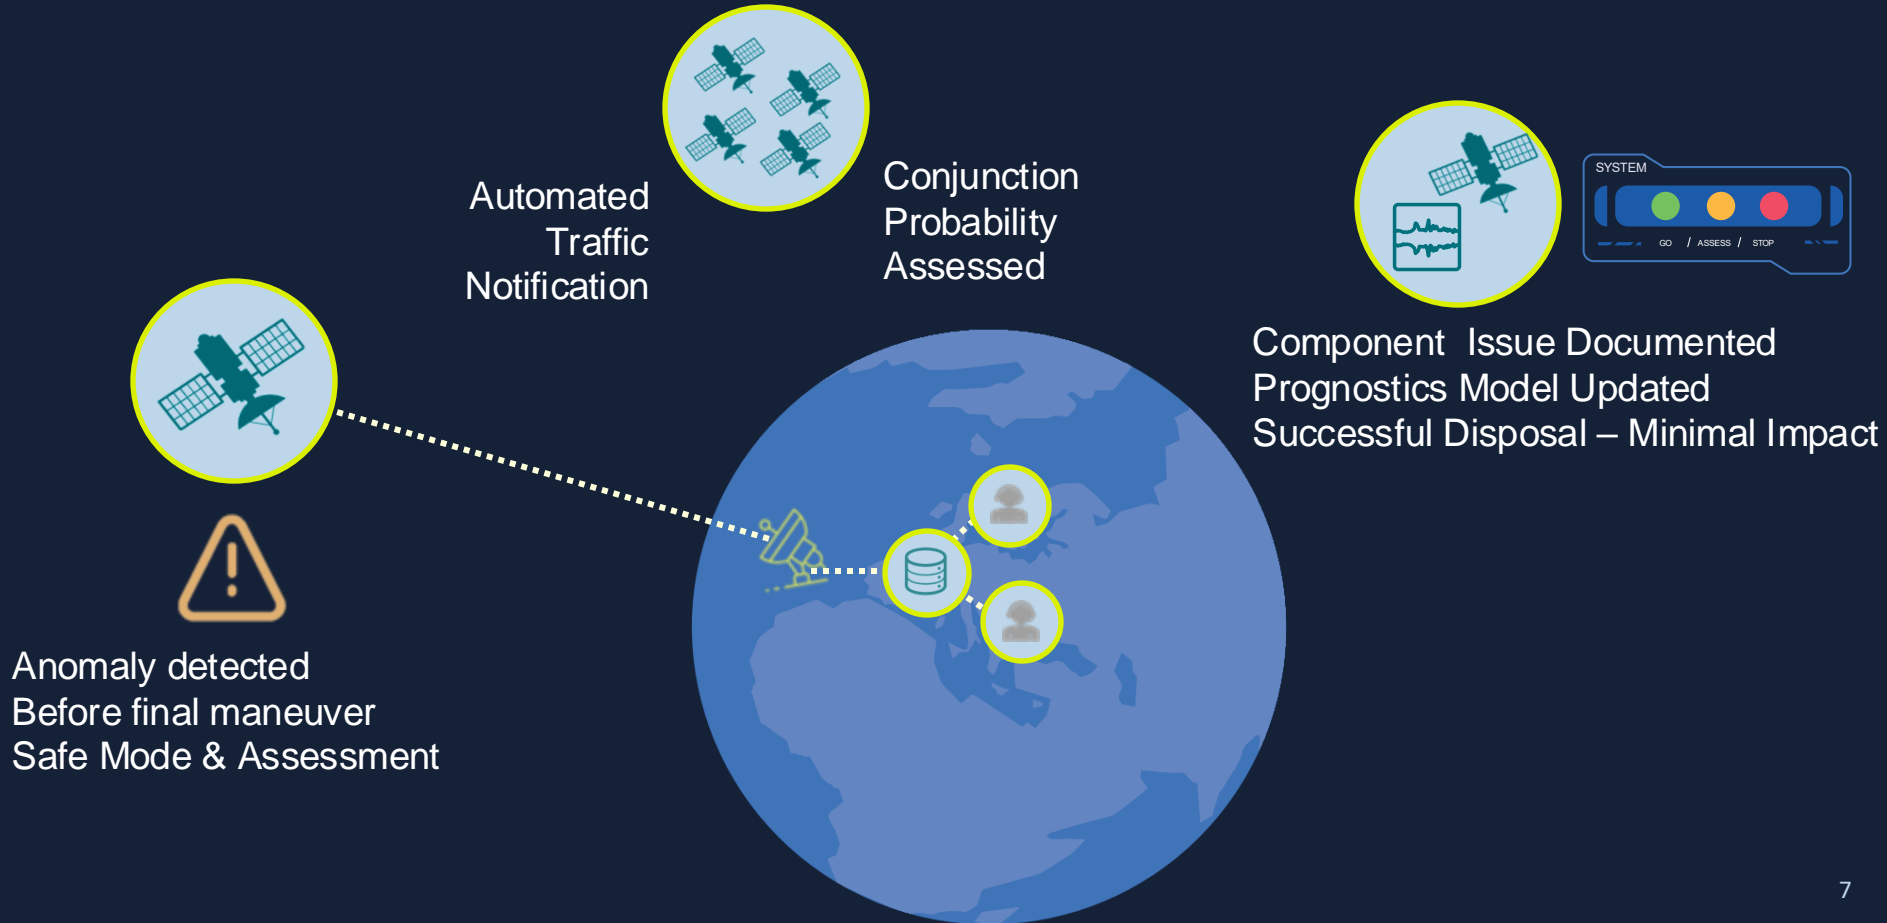 Automated
Traffic
Notification
Conjunction
Probability
Assessed
SYSTEM
GO / ASSESS / STOP
Component Issue Documented
Prognostics Model Updated
Successful Disposal – Minimal Impact
Anomaly detected
Before final maneuver
Safe Mode & Assessment
7